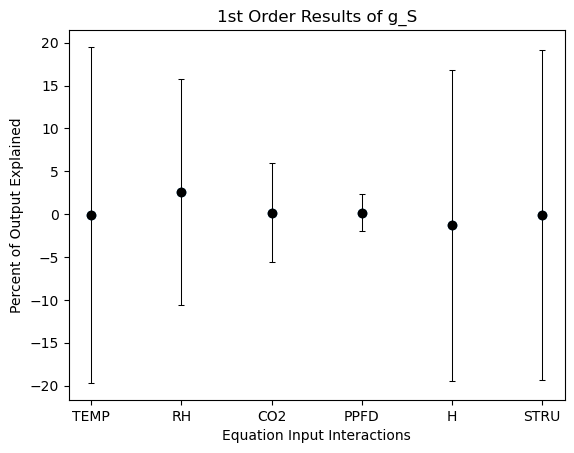 1st Order Results of g_S
Percent of Output Explained
20
15
10
5
0
−5
−10
−15
−20
TEMP RH CO2 PPFD H STRU
Equation Input Interactions